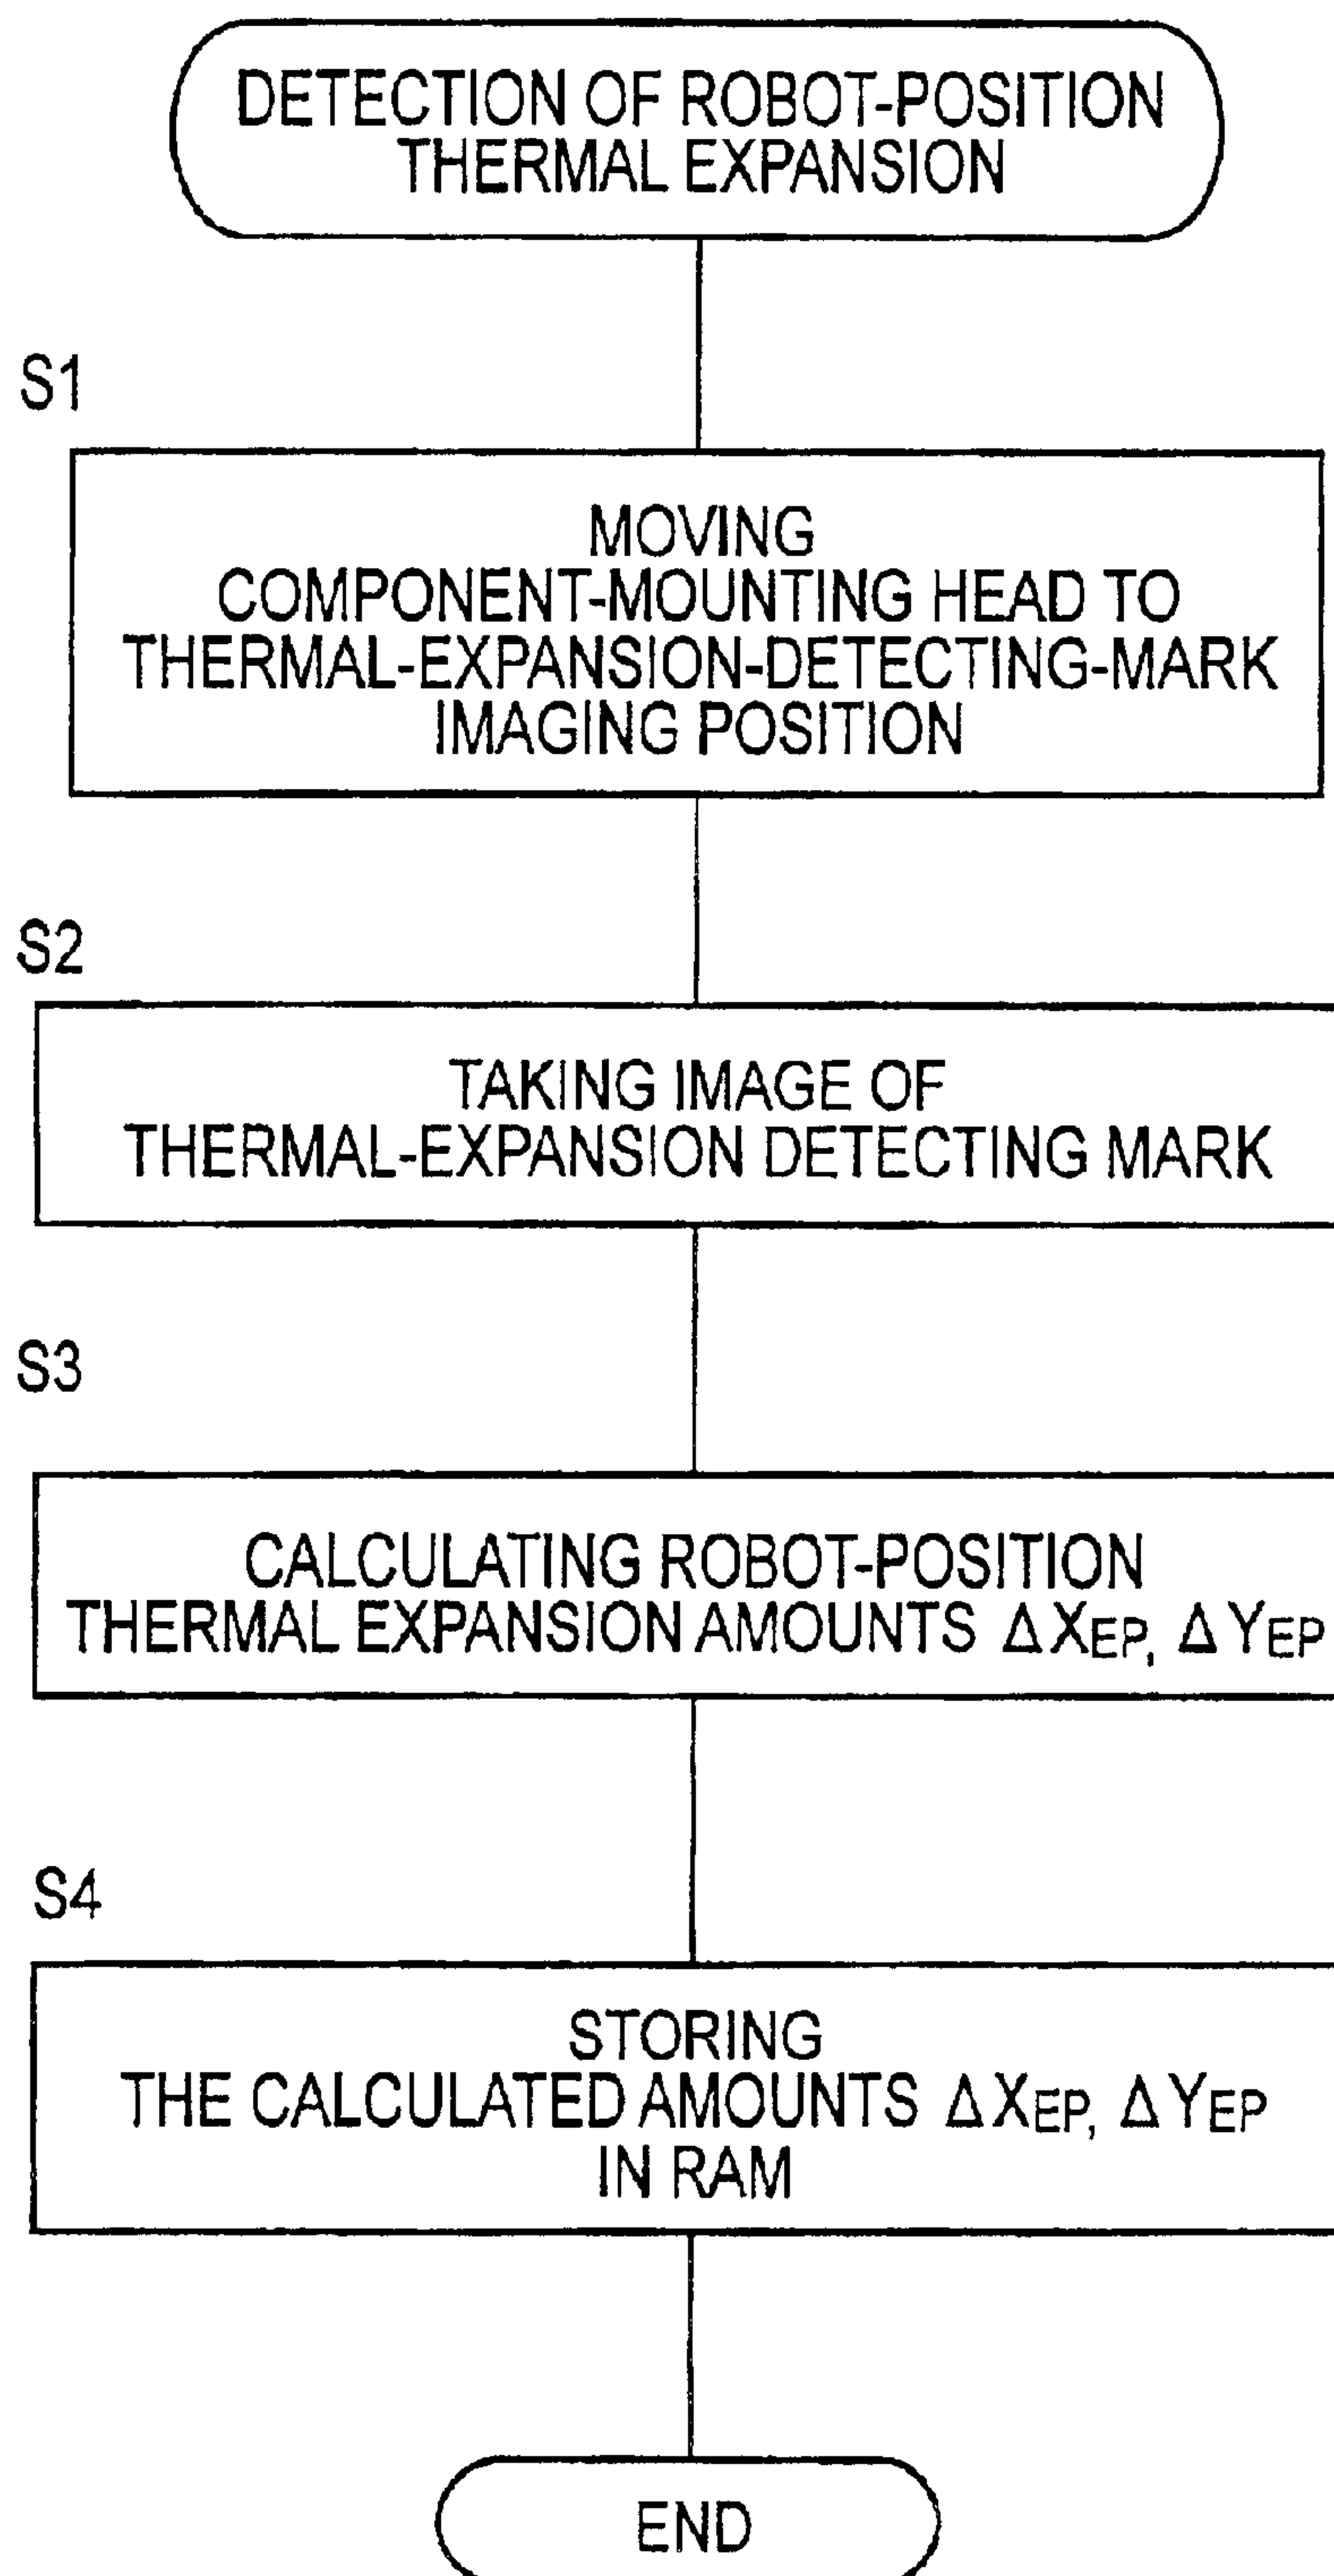 DETECTION OF ROBOT-POSITION
THERMAL EXPANSION
S1
MOVING
COMPONENT-MOUNTING HEAD TO
THERMAL-EXPANSION-DETECTING-MARK
IMAGING POSITION
S2
TAKING IMAGE OF
THERMAL-EXPANSION DETECTING MARK
S3
CALCULATING ROBOT-POSITION
THERMAL EXPANSION AMOUNTS ΔXEP, ΔYEP
S4
STORING
THE CALCULATED AMOUNTS ΔXEP, ΔYEP
IN RAM
END